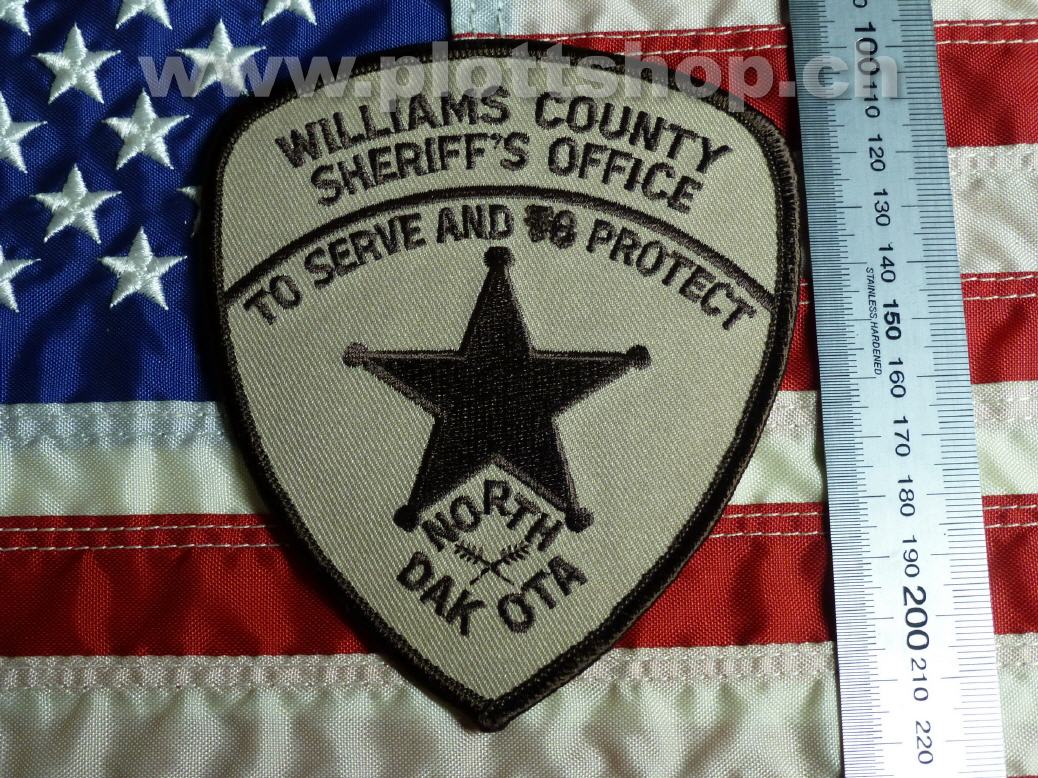 www.plottshop.cn
WILLIAMS COUNTY
SHERIFF'S OFFICE
TO SERVE AND TO PROTECT
NORTH
DAKOTA
100
110
120
130
140
150
160
170
180
190
200
210
220
STAINLESS, HARDENED